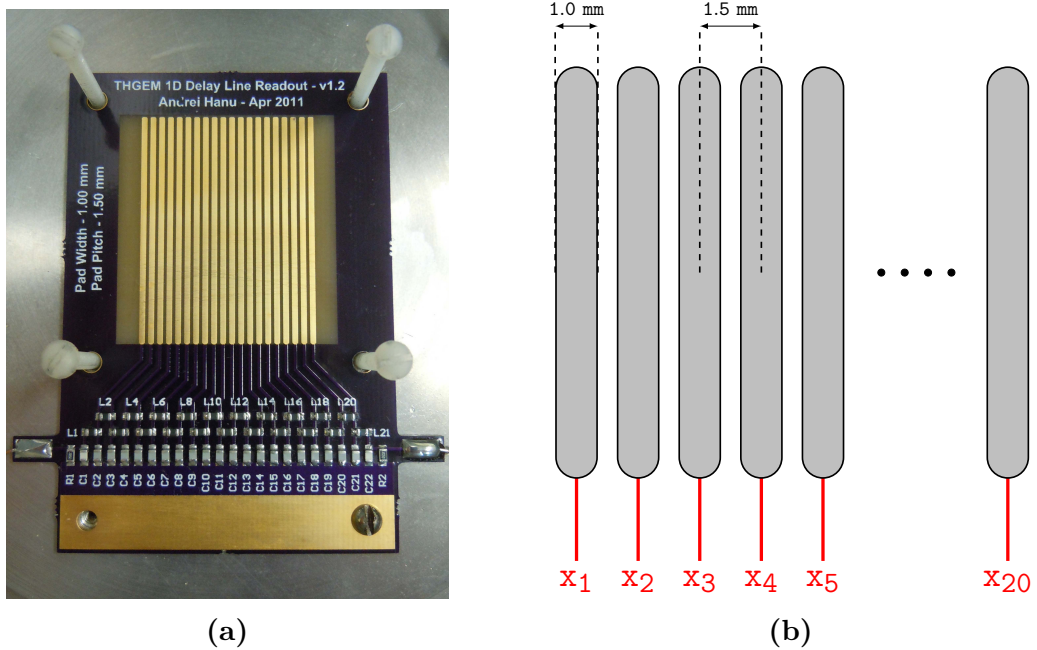 THGEM 1D Delay Line Readout - v1.2
Andrei Hanu - Apr 2011
Pad Width - 1.00 mm
Pad Pitch - 1.50 mm
L2 L4 L6 L8 L10 L12 L14 L16 L18 L20
L1 L21
R1 C1 C2 C3 C4 C5 C6 C7 C8 C9 C10 C11 C12 C13 C14 C15 C16 C17 C18 C19 C20 C21 C22 R2
(a)
1.0 mm 1.5 mm
x1 x2 x3 x4 x5 x20
(b)